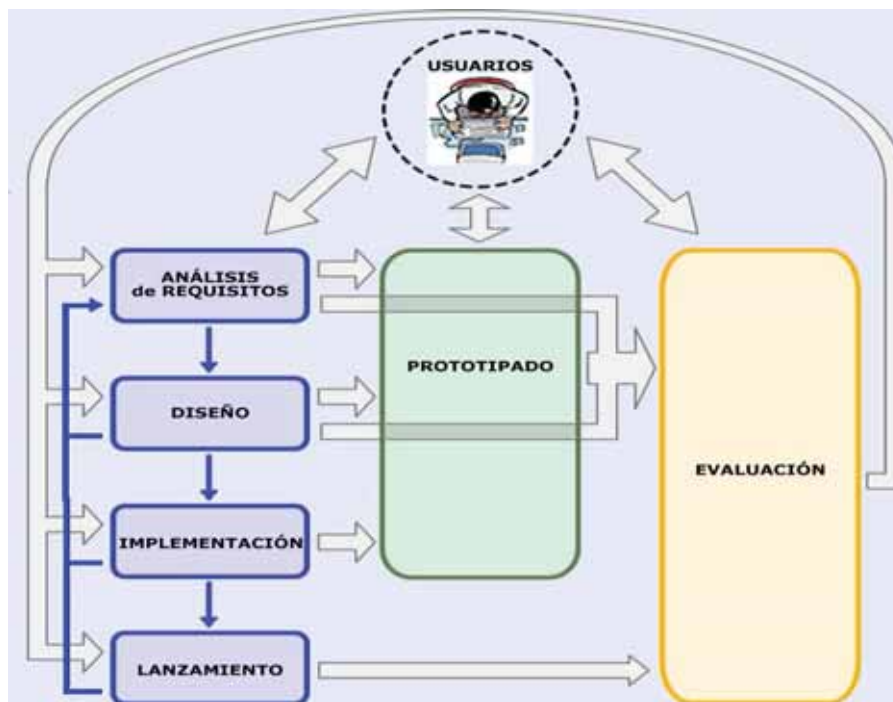 USUARIOS
ANÁLISIS
de REQUISITOS
PROTOTIPADO
DISEÑO
EVALUACIÓN
IMPLEMENTACIÓN
LANZAMIENTO